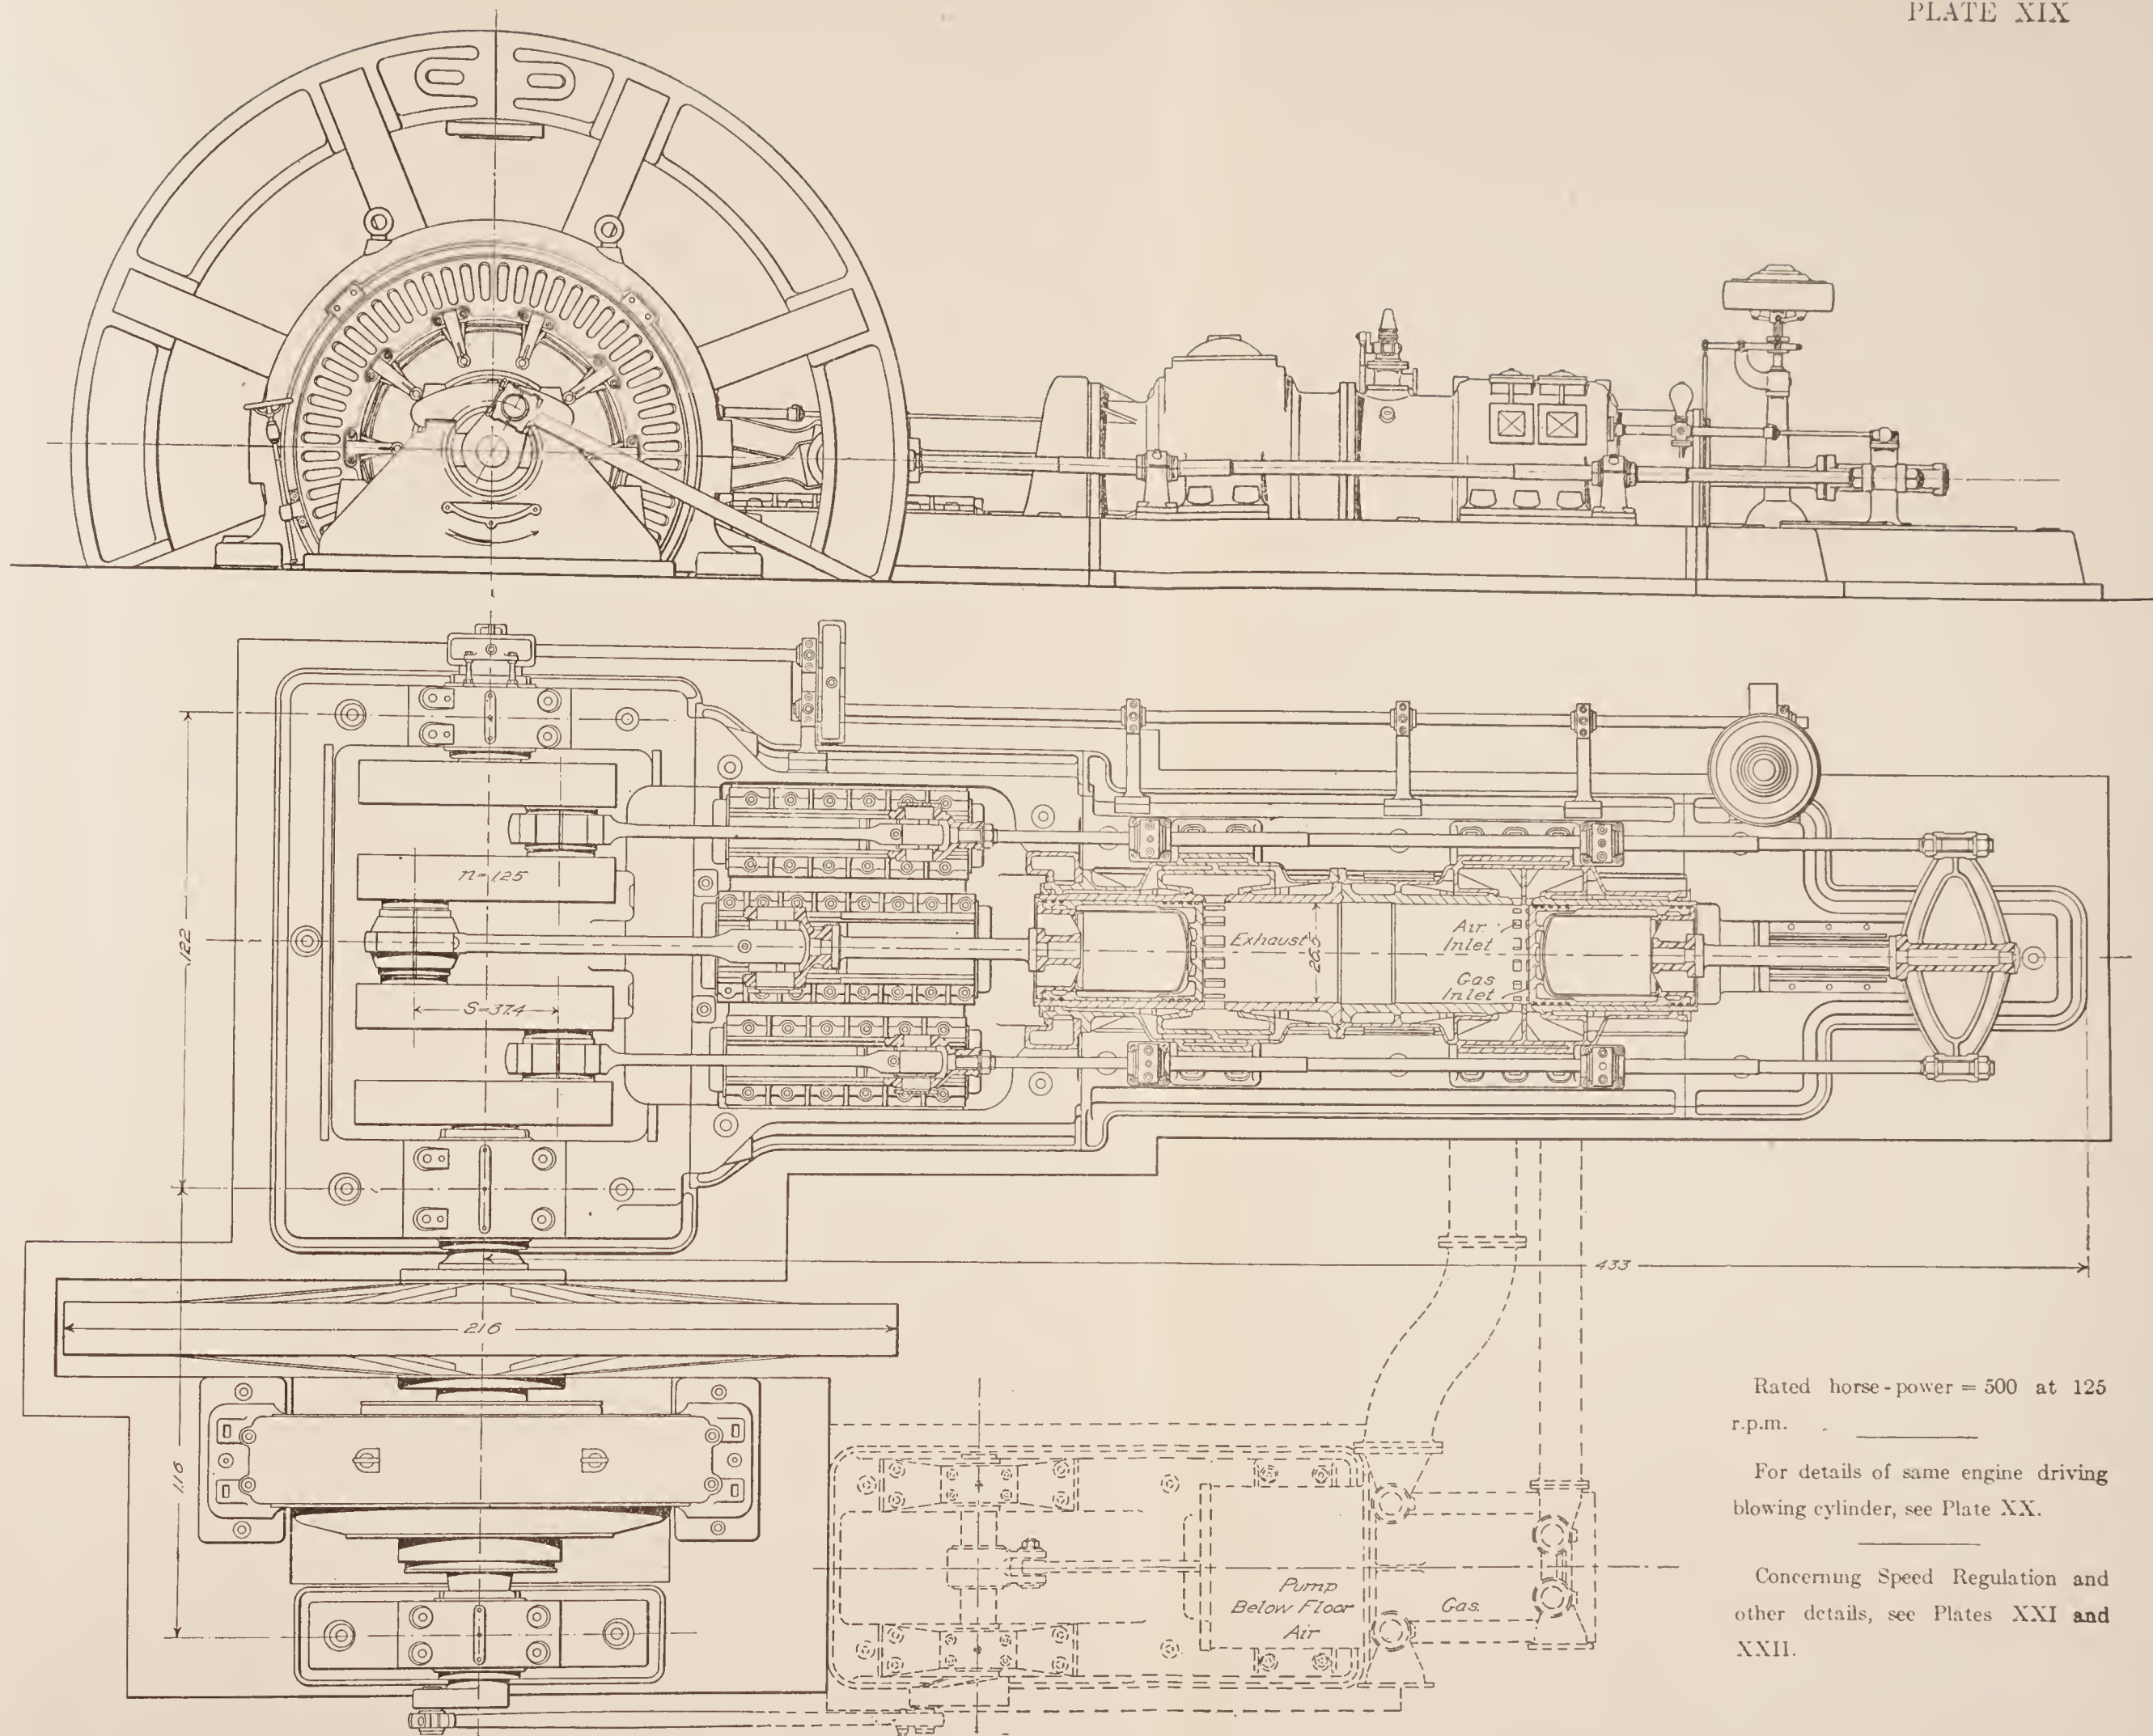 PLATE XIX
122
n=125
S=37.4
Exhaust
26.5
Air
Inlet
Gas
Inlet
433
216
116
Pump
Below Floor
Air
Gas.
Rated horse-power = 500 at 125
r.p.m.
For details of same engine driving
blowing cylinder, see Plate XX.
Concerning Speed Regulation and
other details, see Plates XXI and
XXII.